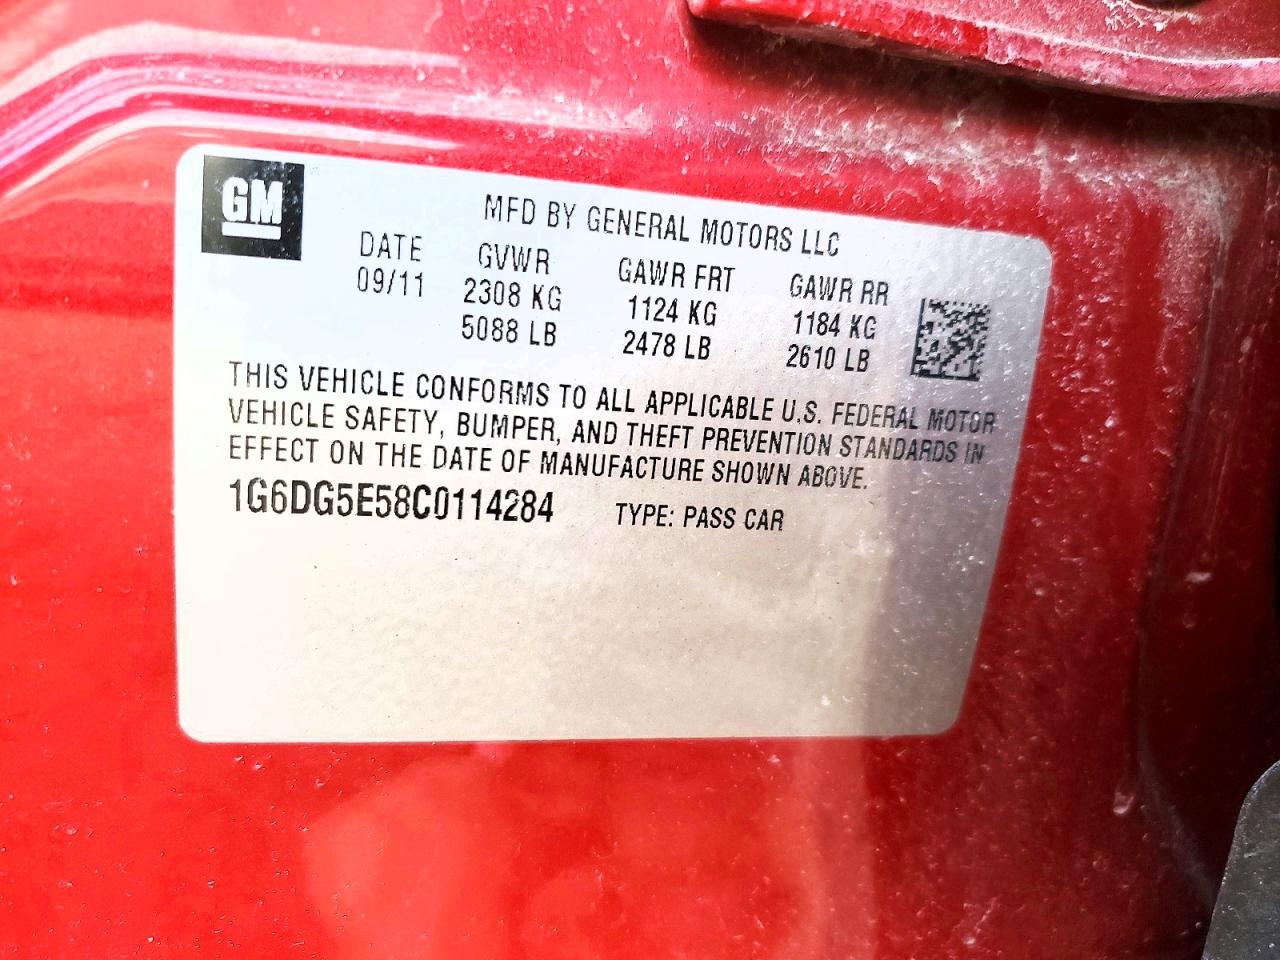 GM
MFD BY GENERAL MOTORS LLC
DATE GVWR GAWR FRT GAWR RR
09/11 2308 KG 1124 KG 1184 KG
5088 LB 2478 LB 2610 LB
THIS VEHICLE CONFORMS TO ALL APPLICABLE U.S. FEDERAL MOTOR
VEHICLE SAFETY, BUMPER, AND THEFT PREVENTION STANDARDS IN
EFFECT ON THE DATE OF MANUFACTURE SHOWN ABOVE.
1G6DG5E58C0114284 TYPE: PASS CAR